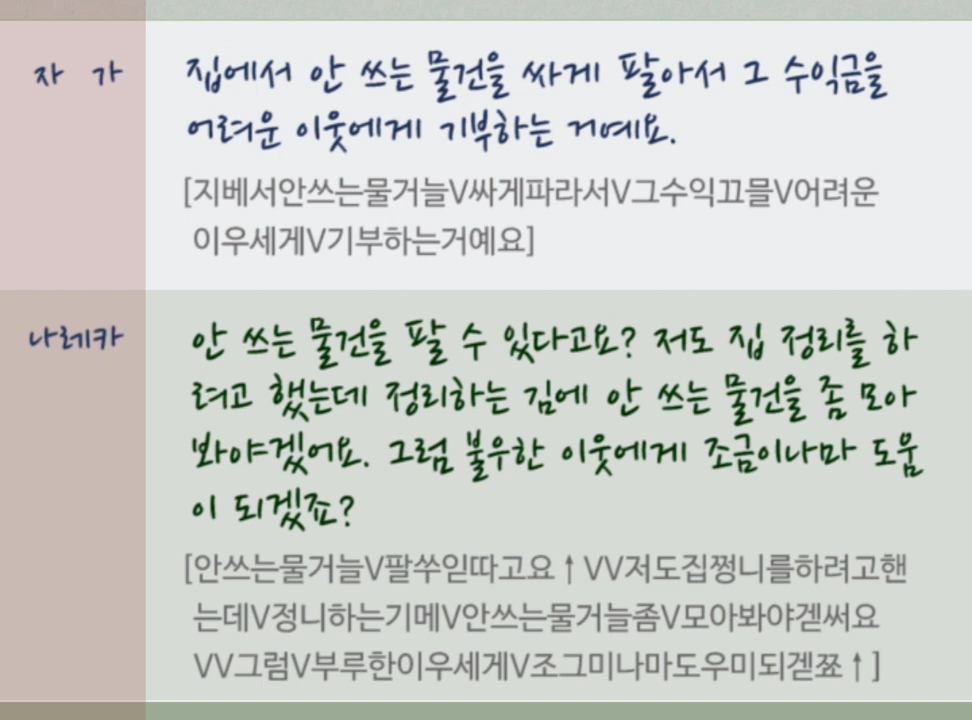 자 가
집에서 안 쓰는 물건을 싸게 팔아서 그 수익금을
어려운 이웃에게 기부하는 거예요.
[지베서안쓰는물거늘V싸게파라서V그수익끄믈V어려운
이우세게V기부하는거예요]
나레카
안 쓰는 물건을 팔 수 있다고요? 저도 집 정리를 하
려고 했는데 정리하는 김에 안 쓰는 물건을 좀 모아
봐야겠어요. 그럼 불우한 이웃에게 조금이나마 도움
이 되겠죠?
[안쓰는물거늘V팔쑤읻따고요↑VV저도집쩡니를하려고핸
는데V정니하는기메V안쓰는물거늘좀V모아봐야겓써요
VV그럼V부루한이우세게V조그미나마도우미되겓쬬↑]